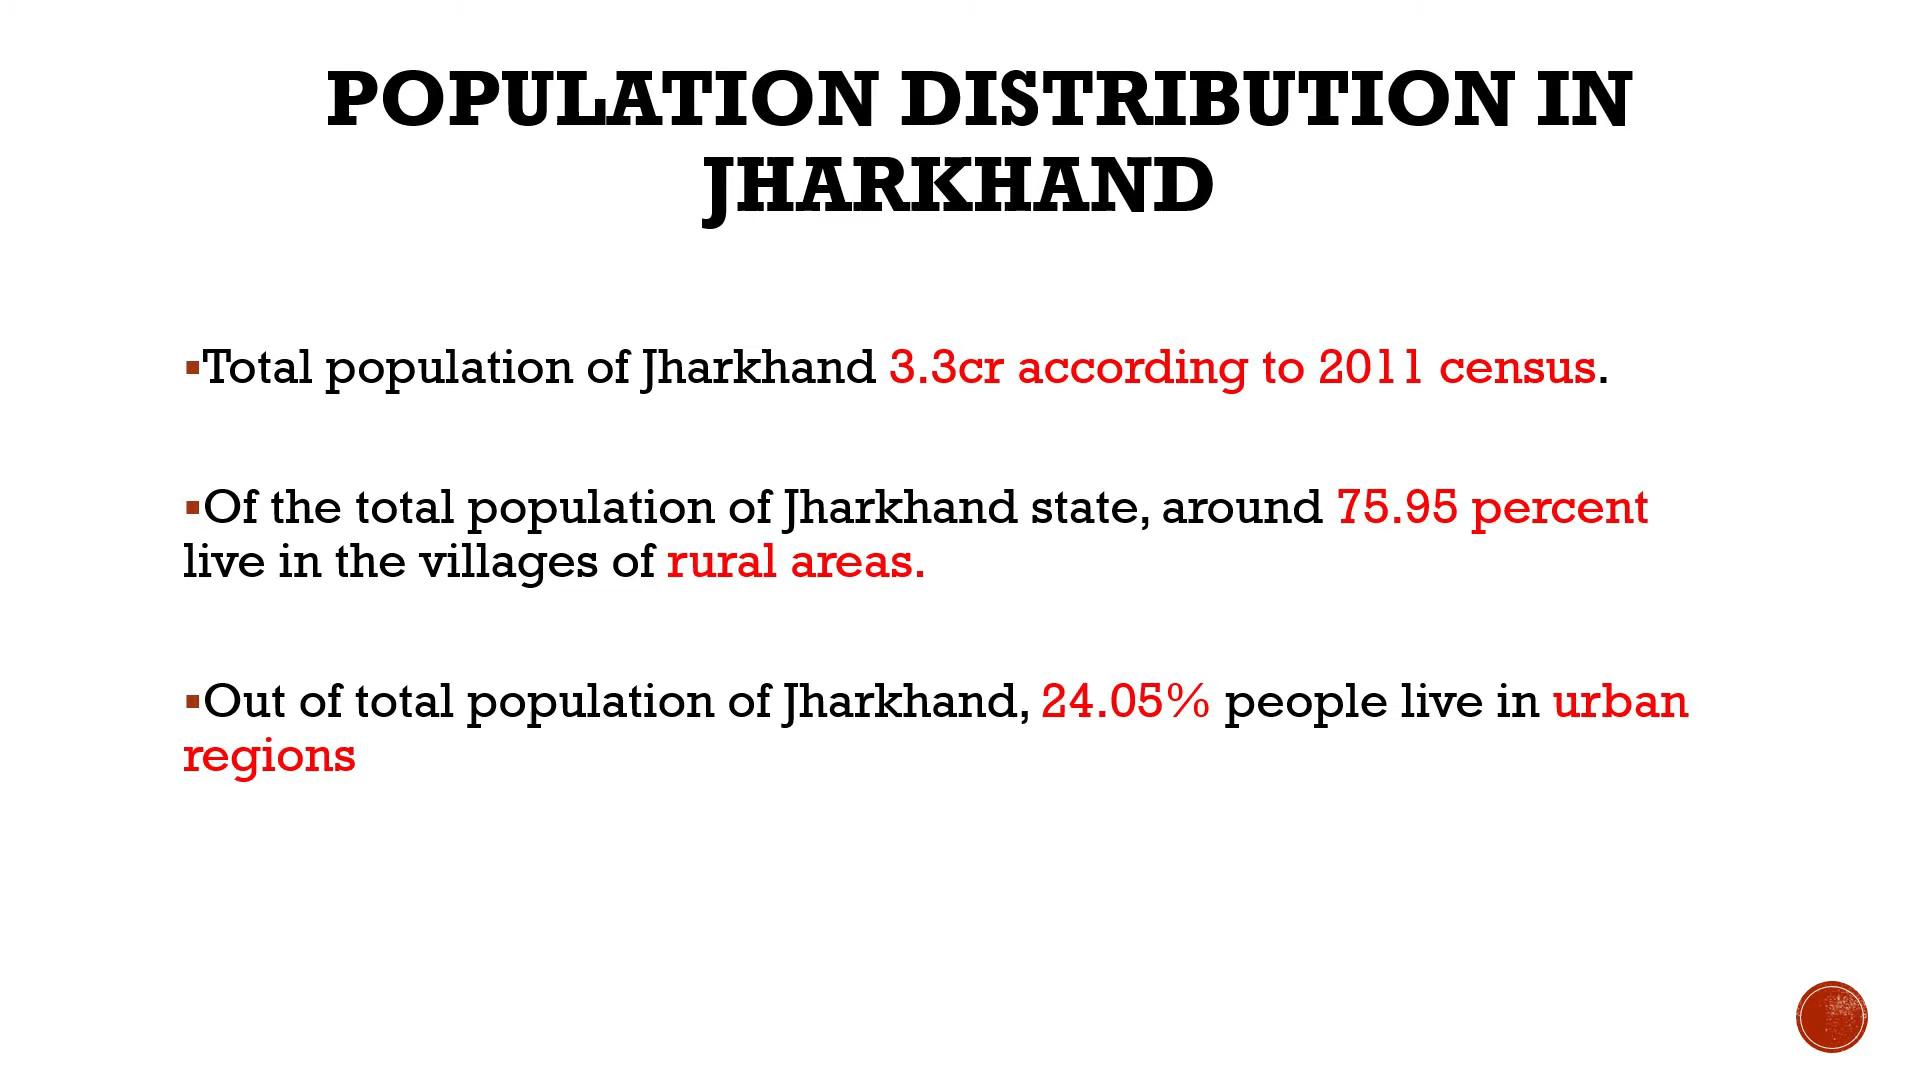 POPULATION DISTRIBUTION IN
JHARKHAND
▪Total population of Jharkhand 3.3cr according to 2011 census.
▪Of the total population of Jharkhand state, around 75.95 percent
live in the villages of rural areas.
▪Out of total population of Jharkhand, 24.05% people live in urban
regions